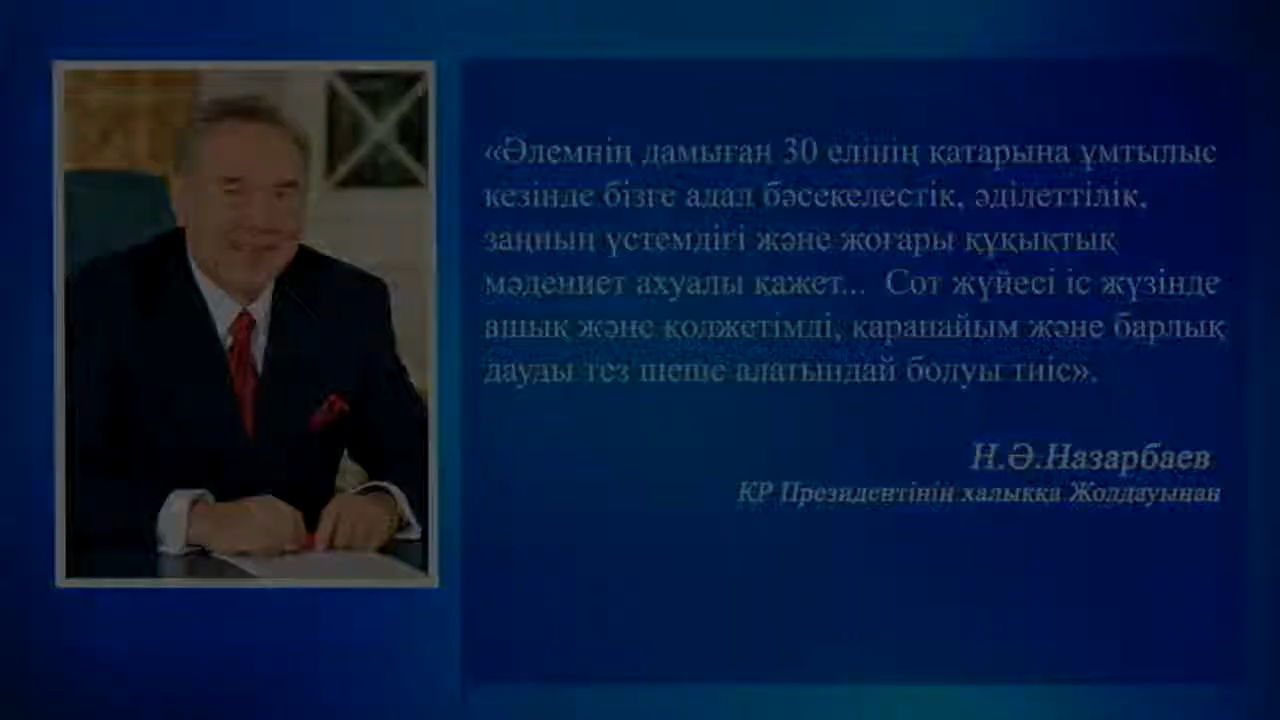 «Әлемнің дамыған 30 елінің қатарына ұмтылыс
кезінде бізге адал бәсекелестік, әділеттілік,
заңның үстемдігі және жоғары құқықтық
мәдениет ахуалы қажет... Сот жүйесі іс жүзінде
ашық және қолжетімді, қарапайым және барлық
дауды тез шеше алатындай болуы тиіс».
Н.Ә.Назарбаев
ҚР Президентінің халыққа Жолдауынан